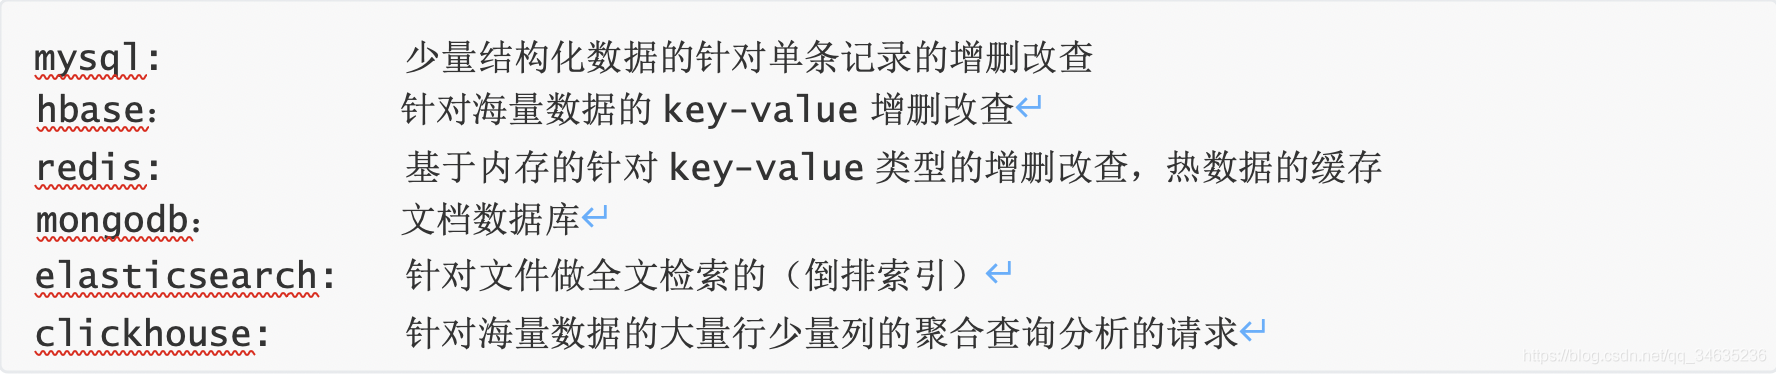 mysql: 少量结构化数据的针对单条记录的增删改查
hbase： 针对海量数据的 key-value 增删改查↵
redis: 基于内存的针对 key-value 类型的增删改查，热数据的缓存
mongodb： 文档数据库↵
elasticsearch: 针对文件做全文检索的（倒排索引）↵
clickhouse: 针对海量数据的大量行少量列的聚合查询分析的请求↵
https://blog.csdn.net/qq_34635236